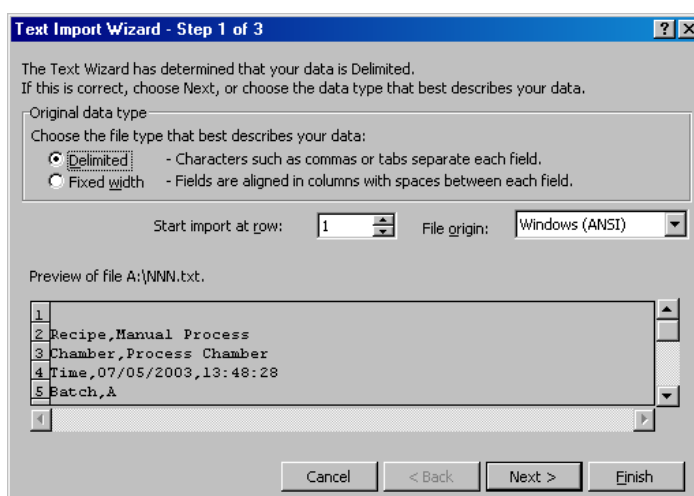 Text Import Wizard - Step 1 of 3
The Text Wizard has determined that your data is Delimited.
If this is correct, choose Next, or choose the data type that best describes your data.
Original data type
Choose the file type that best describes your data:
Delimited - Characters such as commas or tabs separate each field.
Fixed width - Fields are aligned in columns with spaces between each field.
Start import at row: 1 File origin: Windows (ANSI)
Preview of file A:\NNN.txt.
1
2 Recipe,Manual Process
3 Chamber,Process Chamber
4 Time,07/05/2003,13:48:28
5 Batch,A
Cancel < Back Next > Finish